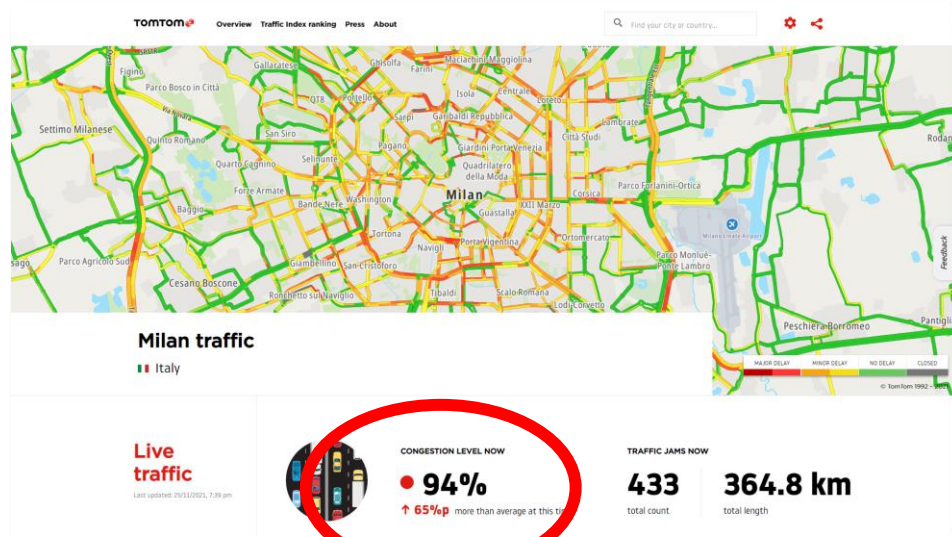 TOMTOM
Overview Traffic Index ranking Press About
Find your city or country...
Figino
Gallaratese
Ghisolfa
Farini
Maciachini-Maggiolina
Parco Bosco in Città
QT8
Portello
Isola
Centrale
Loreto
Via Novara
Sarpi
Garibaldi Repubblica
Lambrate
Settimo Milanese
Quinto Romano
San Siro
Pagano
Giardini Porta Venezia
Città Studi
Quarto Cagnino
Selinunte
Quadrilatero
della Moda
Forze Armate
Washington
Milan
Corsica
Parco Forlanini-Ortica
Baggio
Bande Nere
Guastalla
XXII Marzo
Tortona
Navigli
Porta Vigentina
Ortomercato
Milano Linate Airport
Parco Agricolo Sud
Giambellino
San Cristoforo
Parco Monlué-
Ponte Lambro
Cesano Boscone
Ronchetto sul Naviglio
Tibaldi
Scalo Romana
Lodi-Corvetto
Peschiera Borromeo
Feedback
Milan traffic
Italy
MAJOR DELAY MINOR DELAY NO DELAY CLOSED
Live
traffic
Last updated: 25/11/2021, 7:39 pm
CONGESTION LEVEL NOW
94%
↑ 65%p more than average at this
TRAFFIC JAMS NOW
433
total count
364.8 km
total length